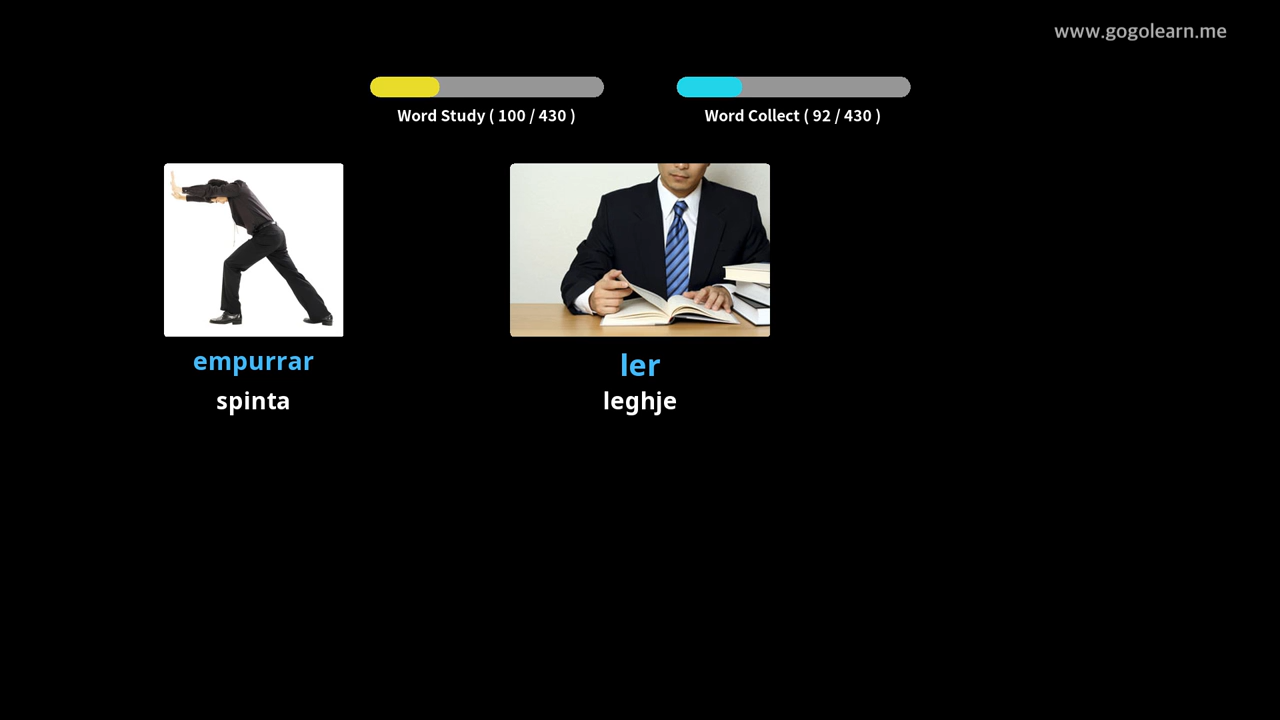 www.gogolearn.me
Word Study ( 100 / 430 )
Word Collect ( 92 / 430 )
empurrar
spinta
ler
leghje